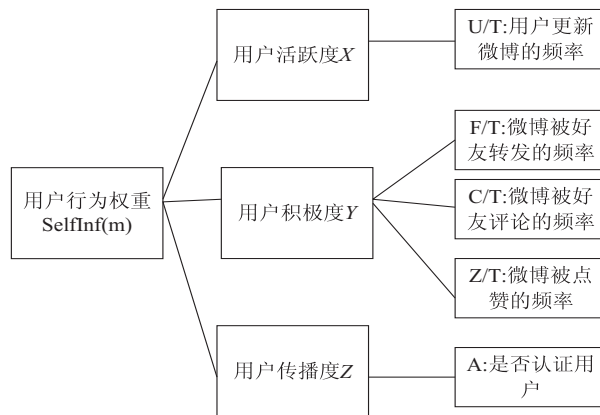 用户行为权重
SelfInf(m)
用户活跃度X
U/T:用户更新
微博的频率
用户积极度Y
F/T:微博被好
友转发的频率
C/T:微博被好
友评论的频率
Z/T:微博被点
赞的频率
用户传播度Z
A:是否认证用
户